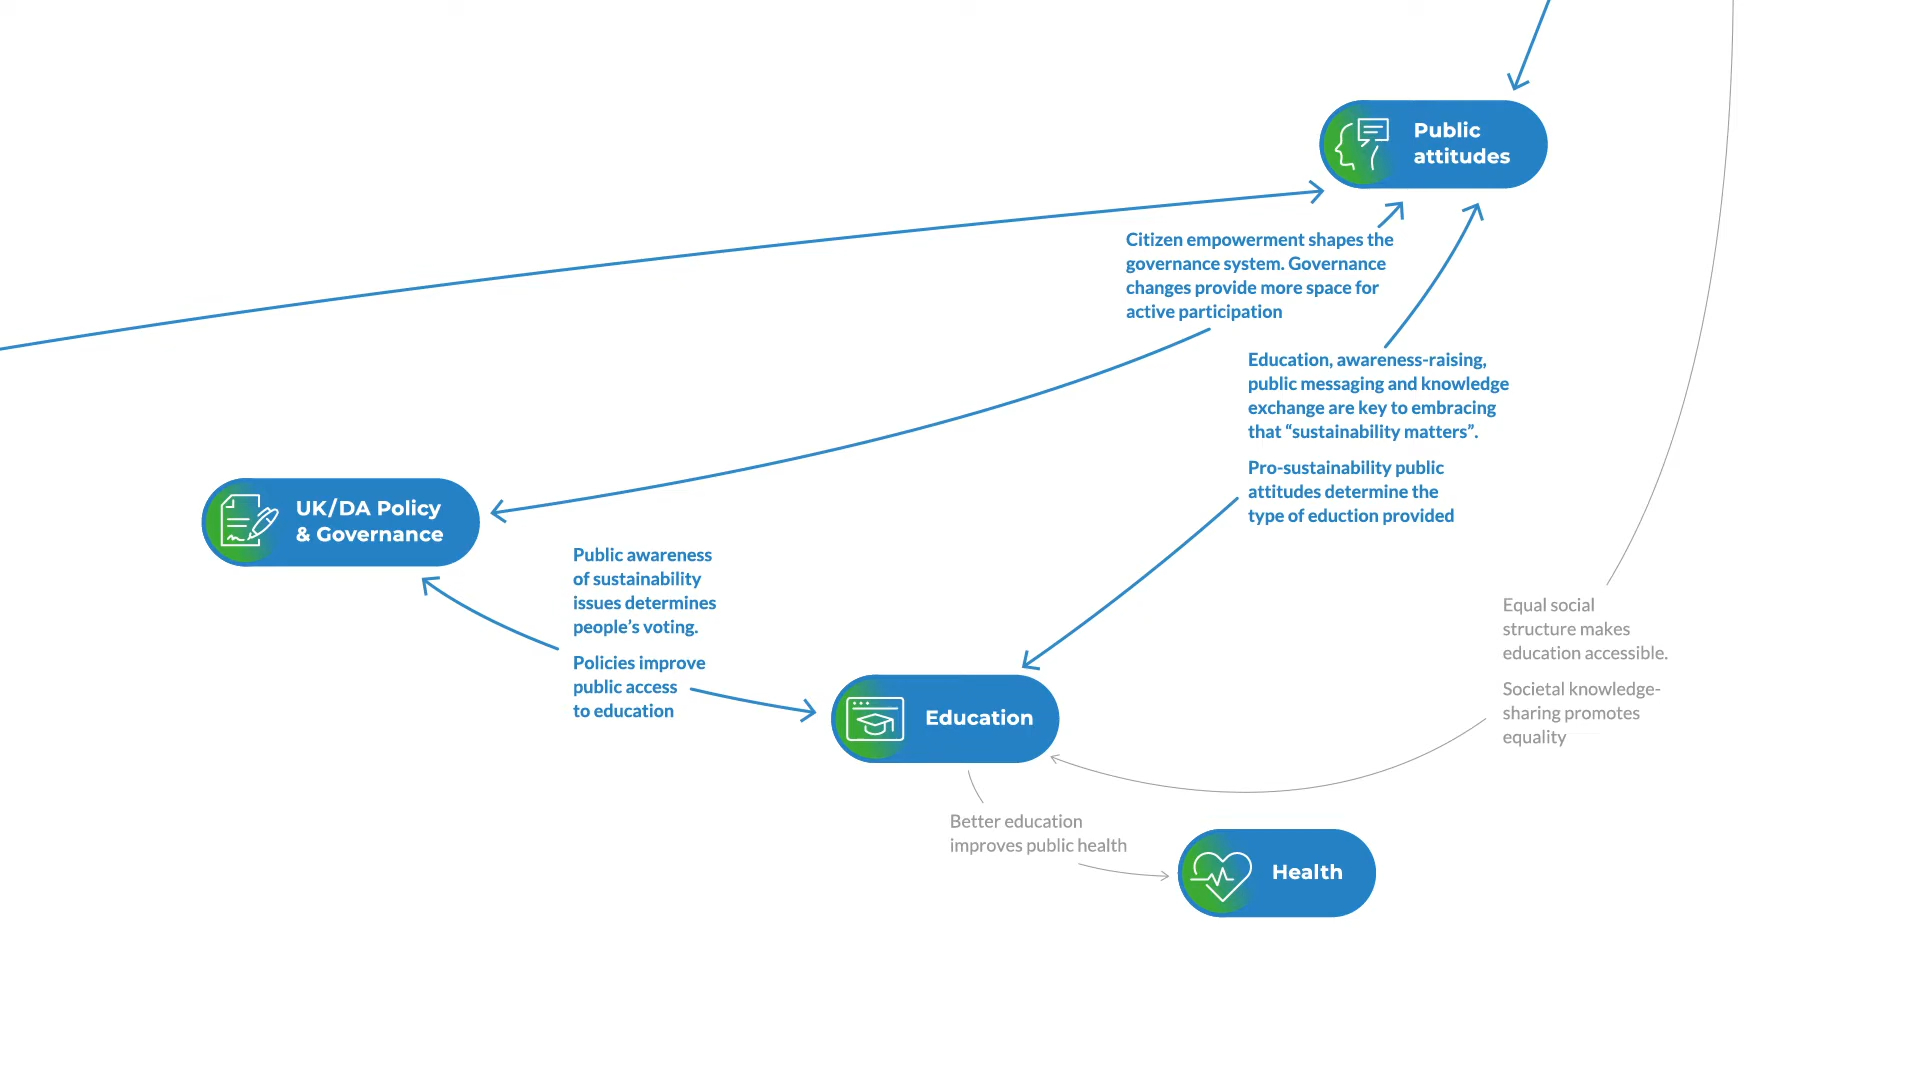 Public
attitudes
Citizen empowerment shapes the
governance system. Governance
changes provide more space for
active participation
Education, awareness-raising,
public messaging and knowledge
exchange are key to embracing
that “sustainability matters”.
Pro-sustainability public
attitudes determine the
type of eduction provided
UK/DA Policy
& Governance
Public awareness
of sustainability
issues determines
people’s voting.
Policies improve
public access
to education
Education
Equal social
structure makes
education accessible.
Societal knowledge-
sharing promotes
equality
Better education
improves public health
Health